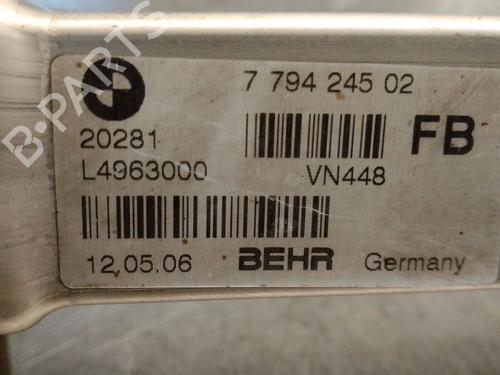 7 794 245 02
20281
FB
L4963000
VN448
12.05.06 BEHR Germany
B-PARTS